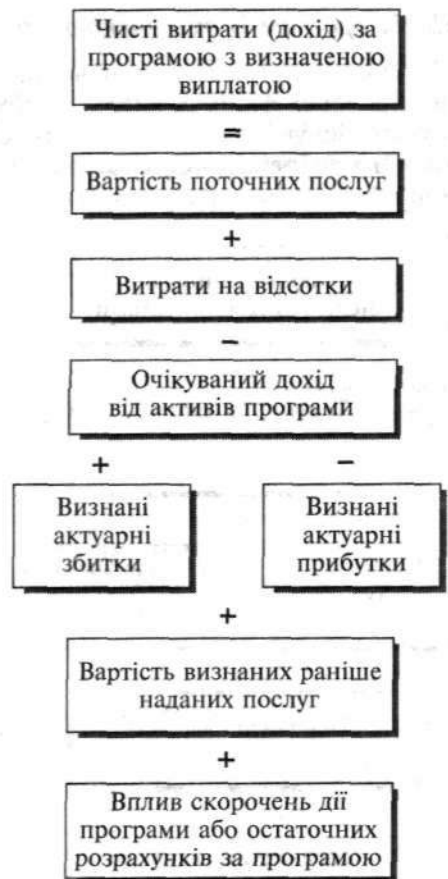 Чисті витрати (дохід) за
програмою з визначеною
виплатою
=
Вартість поточних послуг
+
Витрати на відсотки
−
Очікуваний дохід
від активів програми
+ −
Визнані
актуарні
збитки
Визнані
актуарні
прибутки
+
Вартість визнаних раніше
наданих послуг
+
Вплив скорочень дії
програми або остаточних
розрахунків за програмою